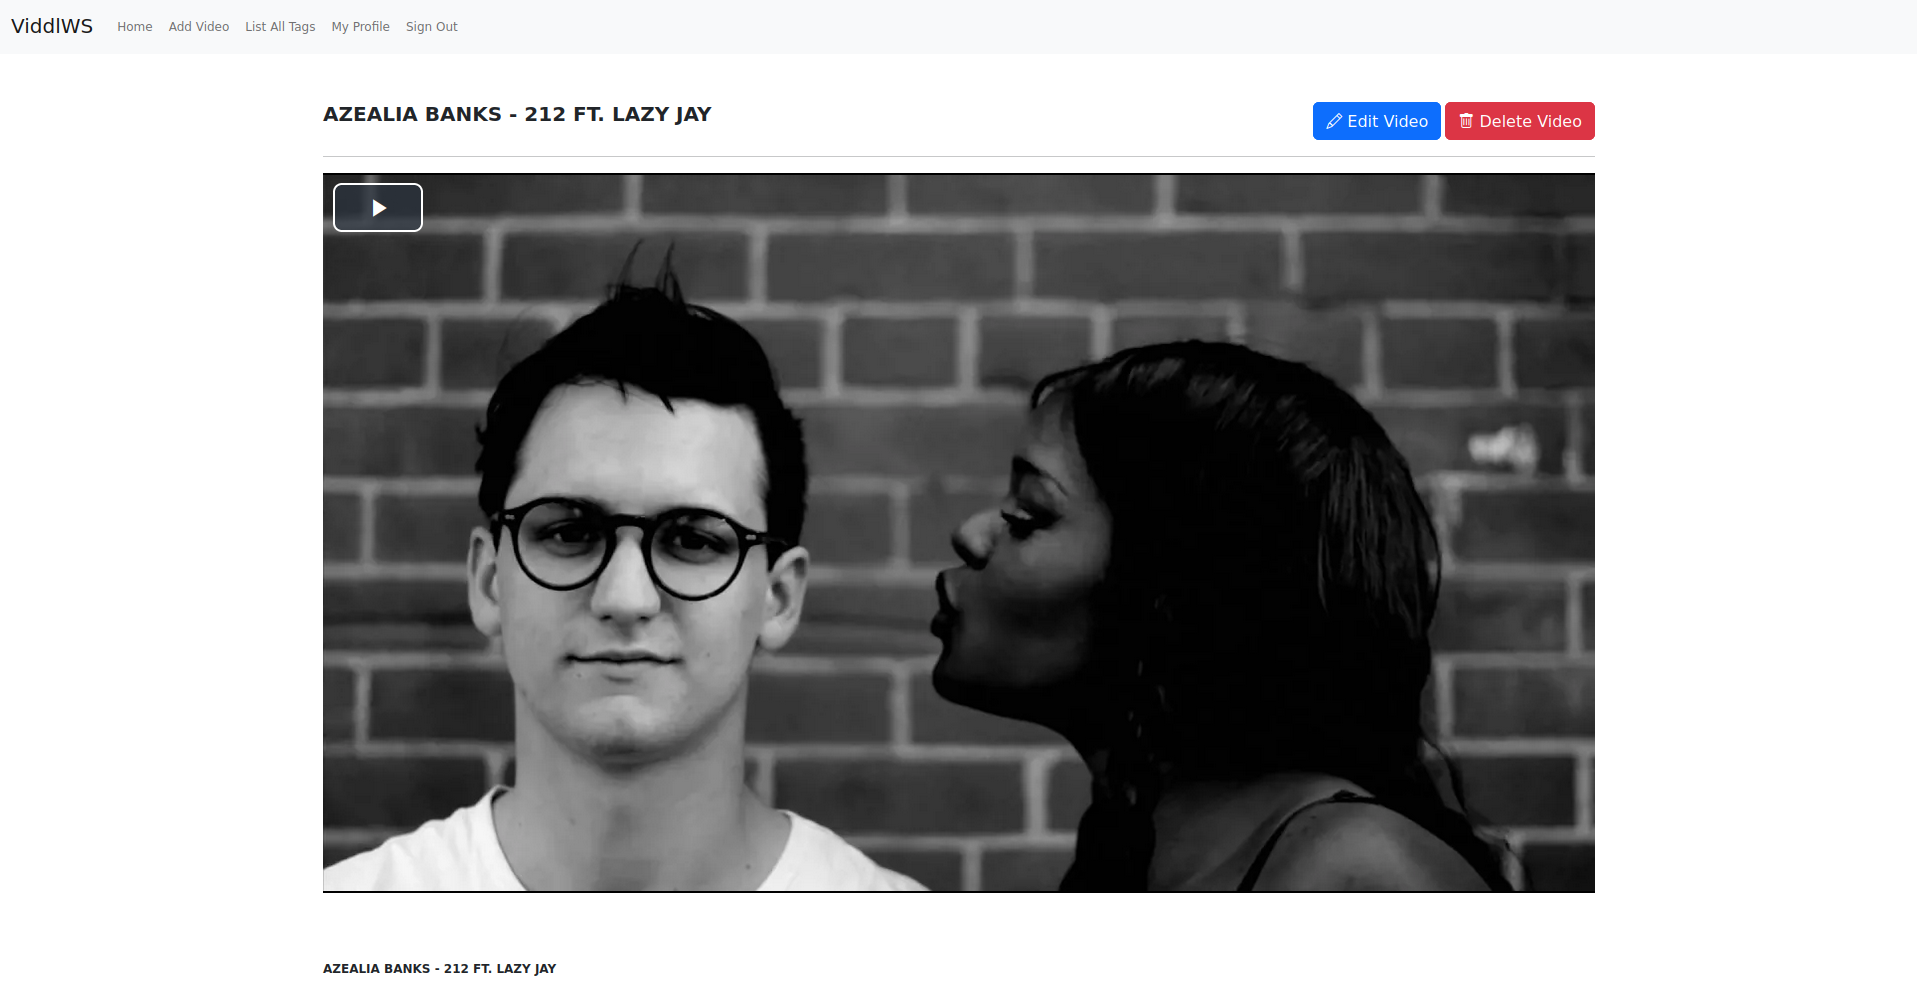 ViddlWS Home Add Video List All Tags My Profile Sign Out
AZEALIA BANKS - 212 FT. LAZY JAY
Edit Video Delete Video
AZEALIA BANKS - 212 FT. LAZY JAY